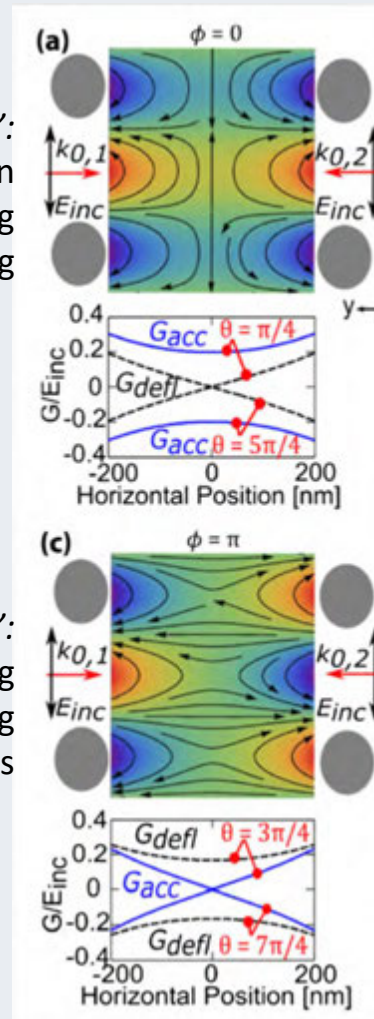 (a)
ϕ = 0
':
n
k0,1
k0,2
g
Einc
Einc
g
y
Gacc
θ = π/4
Gdefl
Gacc
θ = 5π/4
G/Einc
0.4
0.2
0
-0.2
-0.4
-200
0
200
Horizontal Position [nm]
(c)
ϕ = π
':
g
k0,1
k0,2
g
Einc
Einc
s
Gdefl
θ = 3π/4
Gacc
Gdefl
θ = 7π/4
G/Einc
0.4
0.2
0
-0.2
-0.4
-200
0
200
Horizontal Position [nm]